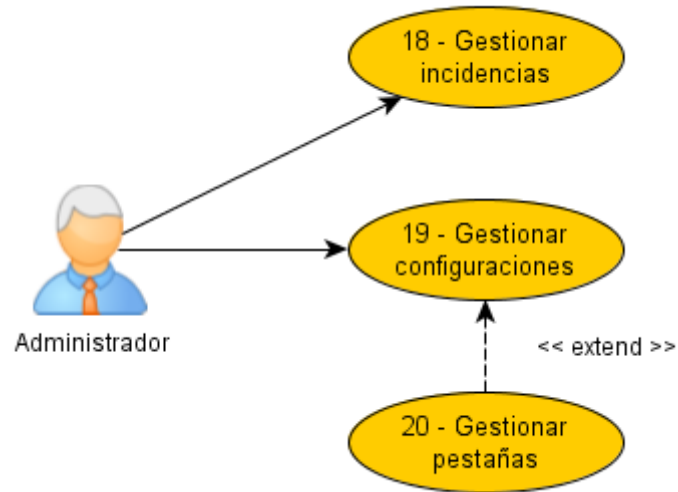 18 - Gestionar
incidencias
19 - Gestionar
configuraciones
Administrador
<< extend >>
20 - Gestionar
pestañas